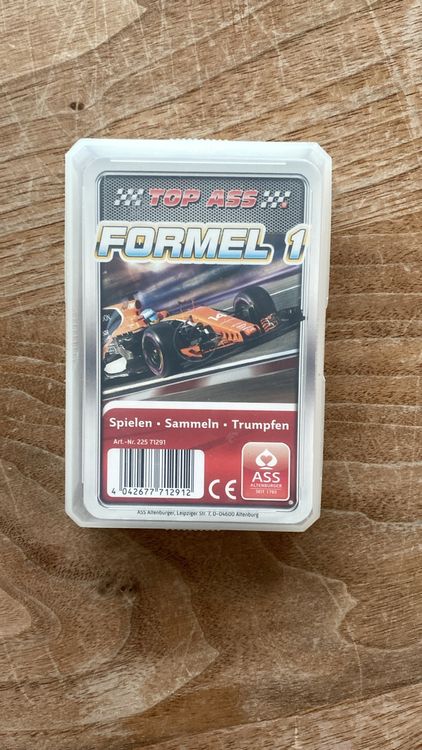 TOP ASS
FORMEL 1
Spielen • Sammeln • Trumpfen
Art.-Nr. 225 71291
4 042677 712912
CE
ASS
ALTENBURGER
SEIT 1765
ASS Altenburger, Leipziger Str. 7, D-04600 Altenburg